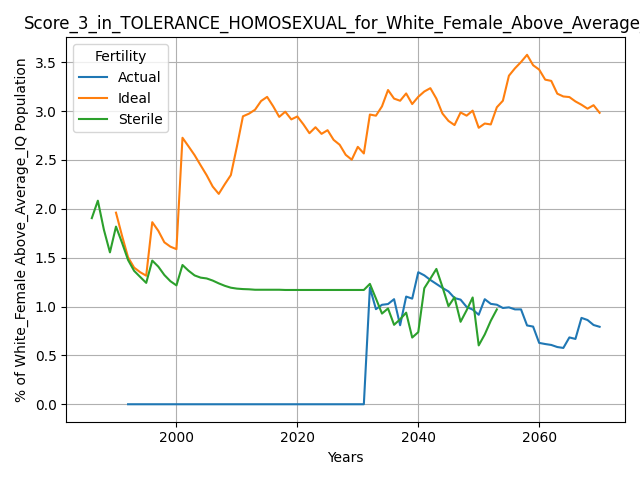 Score_3_in_TOLERANCE_HOMOSEXUAL_for_White_Female_Above_Average
Fertility
Actual
Ideal
Sterile
% of White_Female Above_Average_IQ Population
3.5
3.0
2.5
2.0
1.5
1.0
0.5
0.0
2000
2020
2040
2060
Years